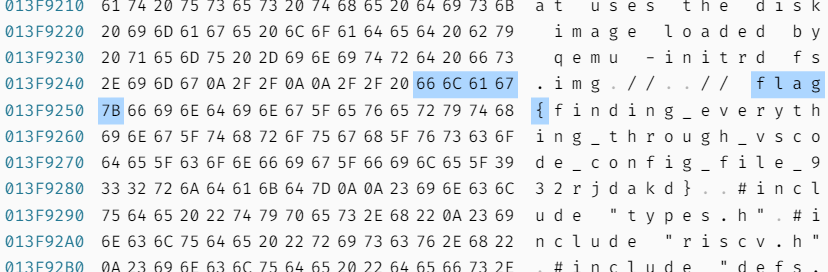 013F9210 61 74 20 75 73 65 73 20 74 68 65 20 64 69 73 6B a t   u s e s   t h e   d i s k
013F9220 20 69 6D 61 67 65 20 6C 6F 61 64 65 64 20 62 79   i m a g e   l o a d e d   b y
013F9230 20 71 65 6D 75 20 2D 69 6E 69 74 72 64 20 66 73   q e m u   - i n i t r d   f s
013F9240 2E 69 6D 67 0A 2F 2F 0A 0A 2F 2F 20 66 6C 61 67 . i m g . / / . . / /   f l a g
013F9250 7B 66 69 6E 64 69 6E 67 5F 65 76 65 72 79 74 68 { f i n d i n g _ e v e r y t h
013F9260 69 6E 67 5F 74 68 72 6F 75 67 68 5F 76 73 63 6F i n g _ t h r o u g h _ v s c o
013F9270 64 65 5F 63 6F 6E 66 69 67 5F 66 69 6C 65 5F 39 d e _ c o n f i g _ f i l e _ 9
013F9280 33 32 72 6A 64 61 6B 64 7D 0A 0A 23 69 6E 63 6C 3 2 r j d a k d } . . # i n c l
013F9290 75 64 65 20 22 74 79 70 65 73 2E 68 22 0A 23 69 u d e   " t y p e s . h " . # i
013F92A0 6E 63 6C 75 64 65 20 22 72 69 73 63 76 2E 68 22 n c l u d e   " r i s c v . h "
013F92B0 0A 23 69 6E 63 6C 75 64 65 20 22 64 65 66 73 2E . # i n c l u d e   " d e f s .